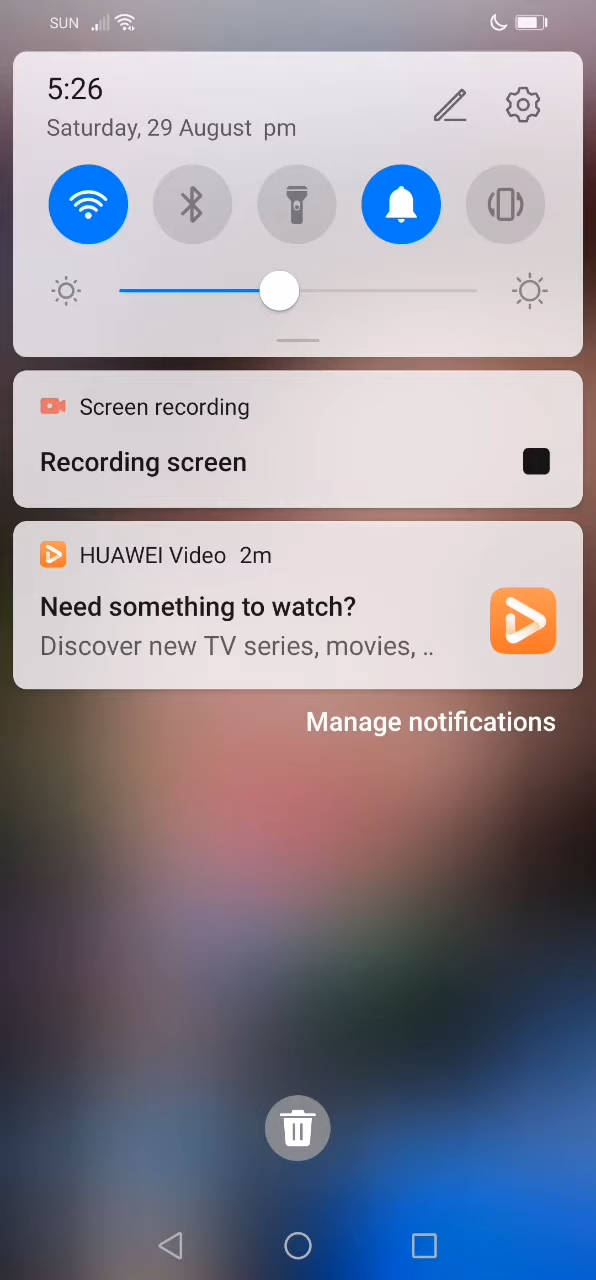 SUN
5:26
Saturday, 29 August pm
Screen recording
Recording screen
HUAWEI Video 2m
Need something to watch?
Discover new TV series, movies, ..
Manage notifications